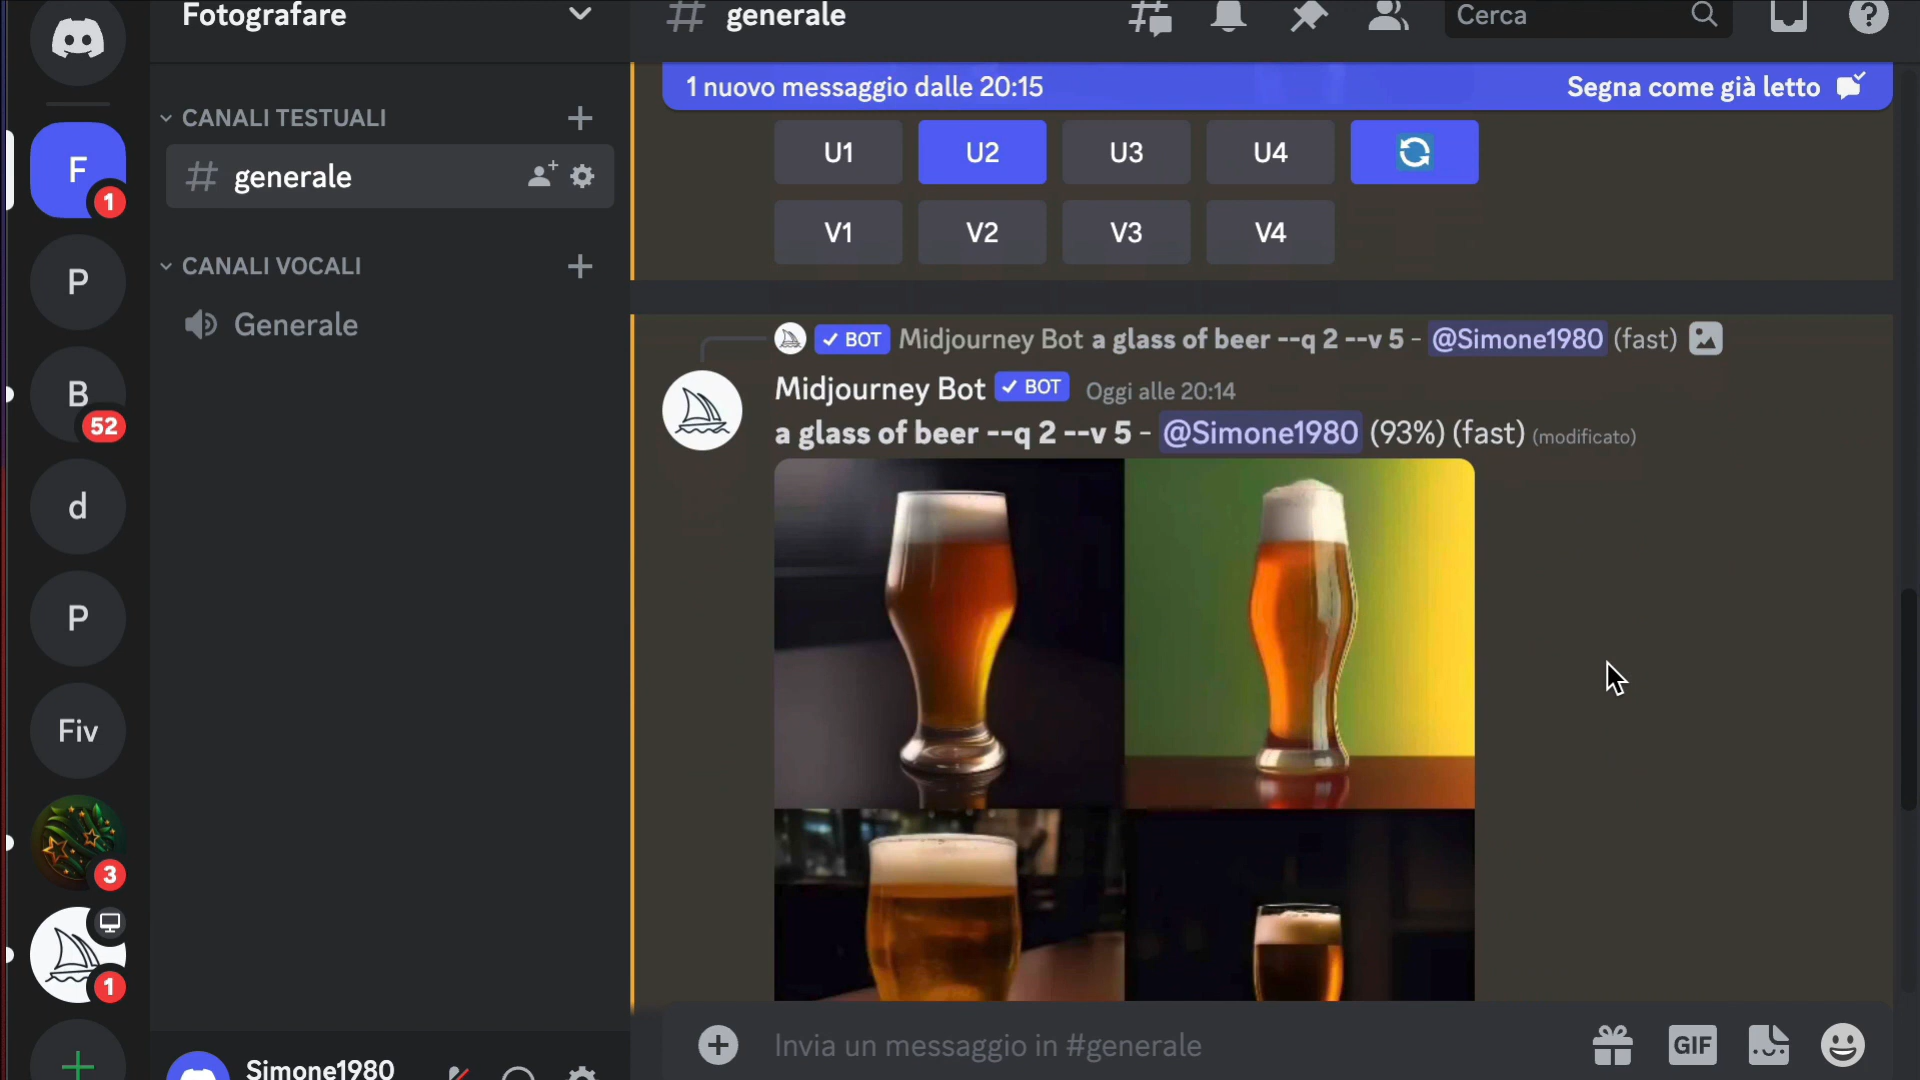 Fotografare
generale
Cerca
1 nuovo messaggio dalle 20:15
Segna come già letto
CANALI TESTUALI
generale
CANALI VOCALI
Generale
F
1
P
B
52
d
P
Fiv
3
1
U1
U2
U3
U4
V1
V2
V3
V4
BOT Midjourney Bot a glass of beer --q 2 --v 5 - @Simone1980 (fast)
Midjourney Bot BOT Oggi alle 20:14
a glass of beer --q 2 --v 5 - @Simone1980 (93%) (fast) (modificato)
Invia un messaggio in #generale
GIF
Simone1980